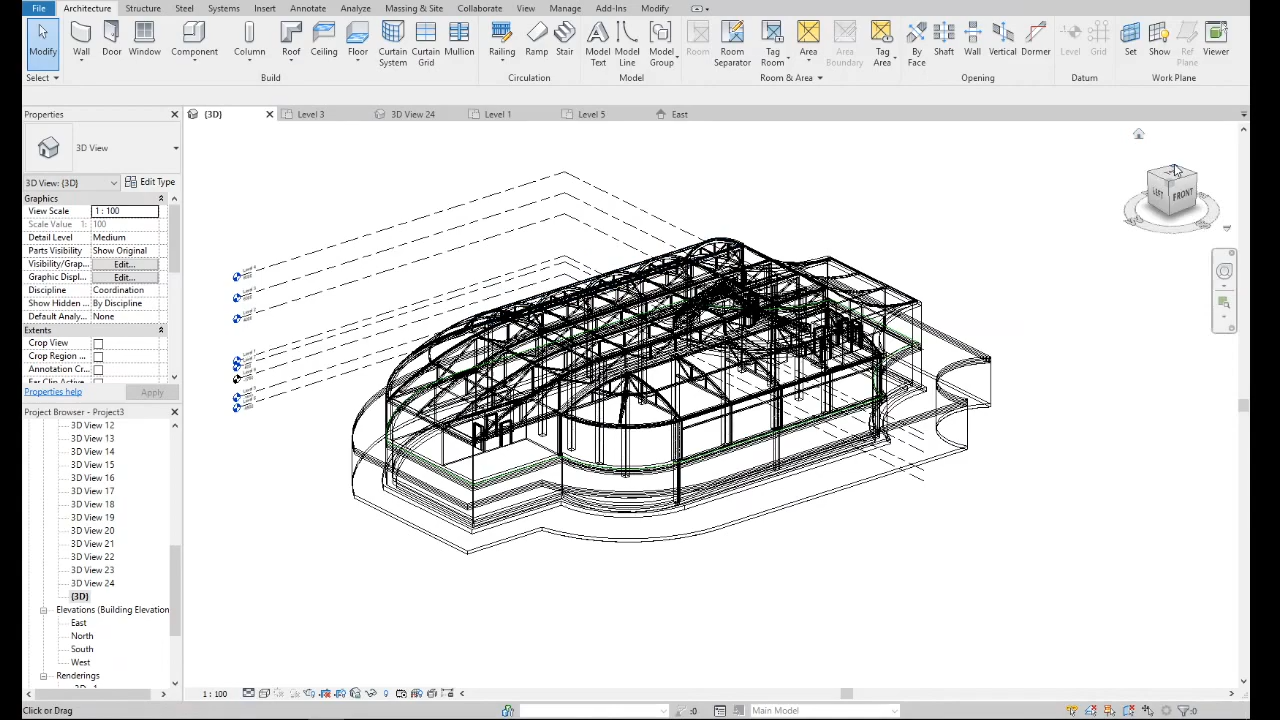 File Architecture Structure Steel Systems Insert Annotate Analyze Massing & Site Collaborate View Manage Add-Ins Modify
Modify Wall Door Window Component Column Roof Ceiling Floor Curtain System Curtain Grid Mullion Railing Ramp Stair Model Text Model Line Model Group Room Room Separator Tag Room Area Area Boundary Tag Area By Face Shaft Wall Vertical Dormer Level Grid Set Show Ref Plane Viewer
Select Build Circulation Model Room & Area Opening Datum Work Plane
Properties
{3D} Level 3 3D View 24 Level 1 Level 5 East
3D View
3D View: {3D} Edit Type
Graphics
View Scale 1 : 100
Scale Value 1: 100
Detail Level Medium
Parts Visibility Show Original
Visibility/Grap... Edit...
Graphic Displ... Edit...
Discipline Coordination
Show Hidden ... By Discipline
Default Analy... None
Extents
Crop View
Crop Region ...
Annotation Cr...
Far Clip Active
Properties help Apply
LEFT FRONT
Project Browser - Project3
3D View 12
3D View 13
3D View 14
3D View 15
3D View 16
3D View 17
3D View 18
3D View 19
3D View 20
3D View 21
3D View 22
3D View 23
3D View 24
{3D}
Elevations (Building Elevation
East
North
South
West
Renderings
1 : 100
Click or Drag :0 Main Model :0